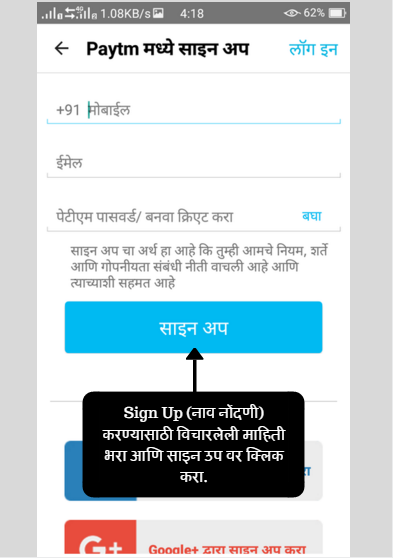 1.08KB/s 4:18 62%
Paytm मध्ये साइन अप लॉग इन
+91 मोबाईल
ईमेल
पेटीएम पासवर्ड/ बनवा क्रिएट करा बघा
साइन अप चा अर्थ हा आहे कि तुम्ही आमचे नियम, शर्ते
आणि गोपनीयता संबंधी नीती वाचली आहे आणि
त्याच्याशी सहमत आहे
साइन अप
Sign Up (नाव नोंदणी)
करण्यासाठी विचारलेली माहिती
भरा आणि साइन उप वर क्लिक
करा.
G+ Google+ द्वारा साइन अप करा